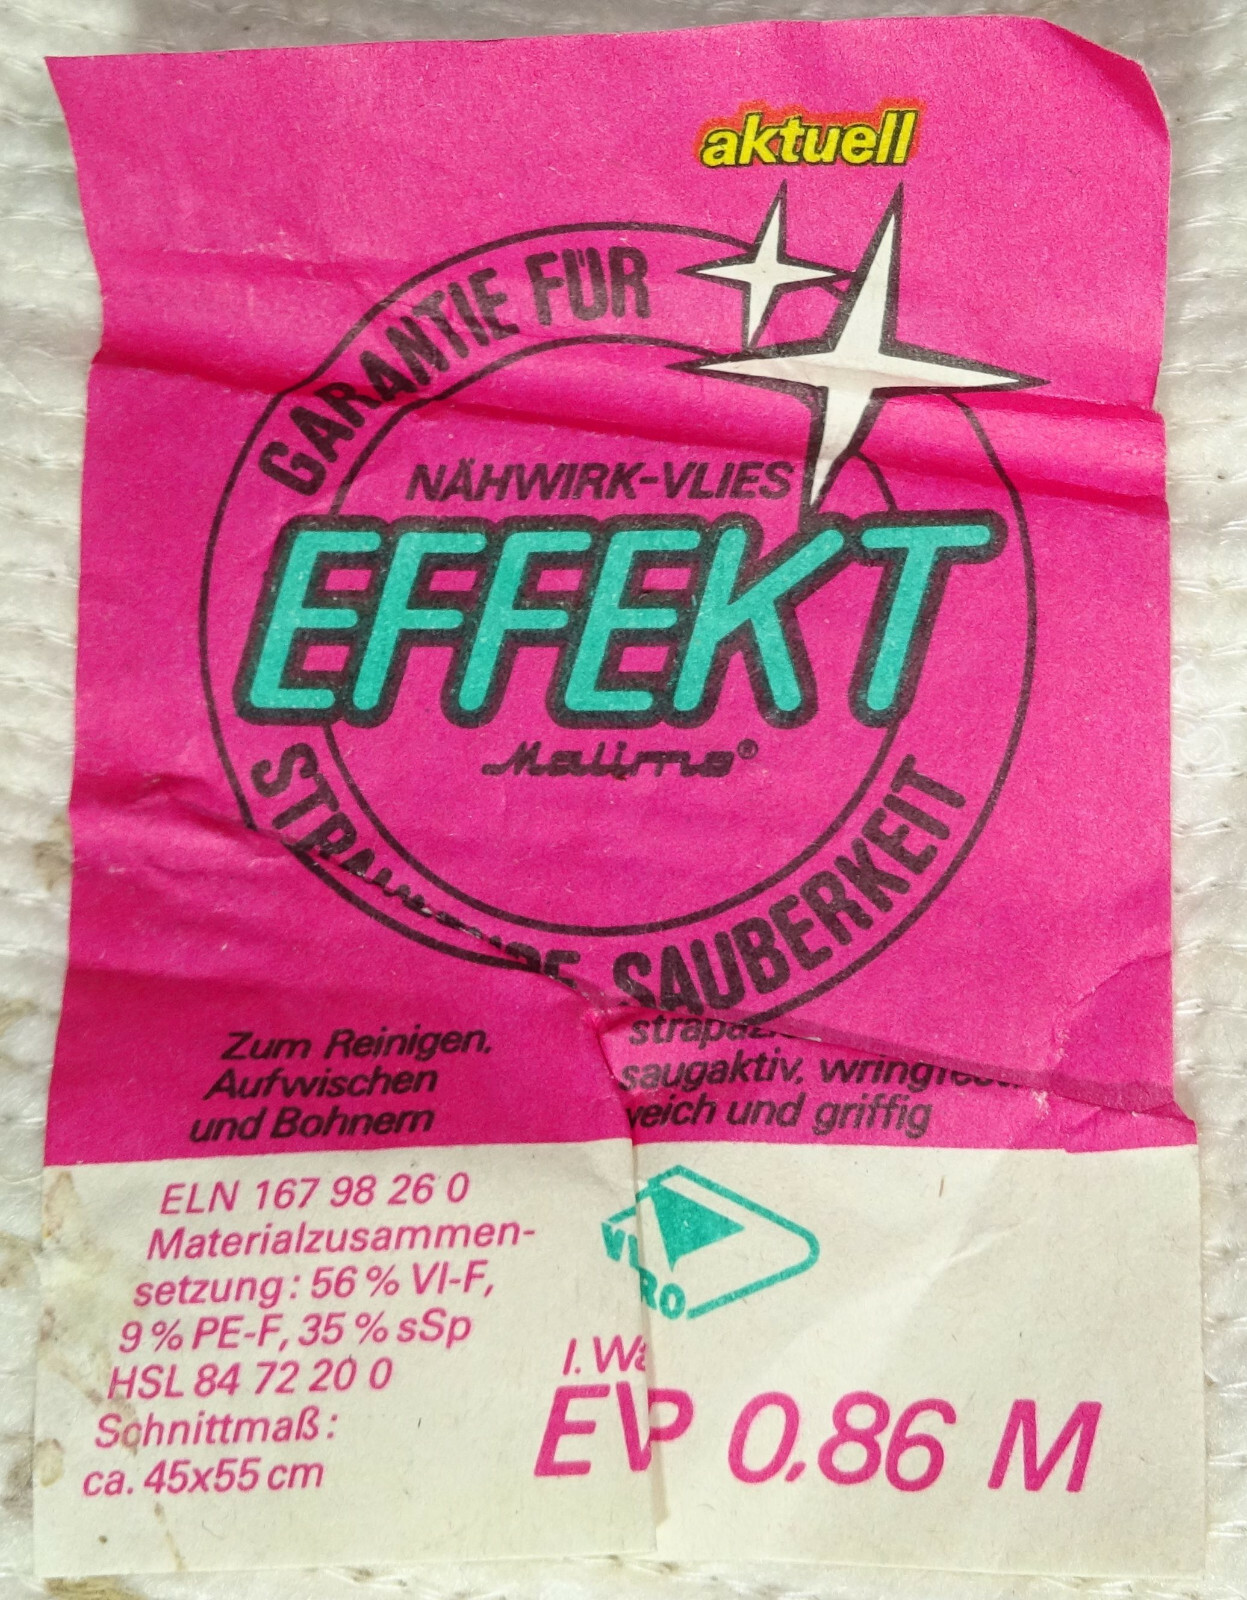 aktuell
GARANTIE FÜR
NÄHWIRK-VLIES
EFFEKT
Malimo®
SAUBERKEIT
Zum Reinigen,
Aufwischen
und Bohnern
saugaktiv,
und griffig
ELN 167 98 26 0
Materialzusammen-
setzung: 56 % VI-F,
9 % PE-F, 35 % sSp
HSL 84 72 20 0
Schnittmaß:
ca. 45x55 cm
I.
EVP 0,86 M